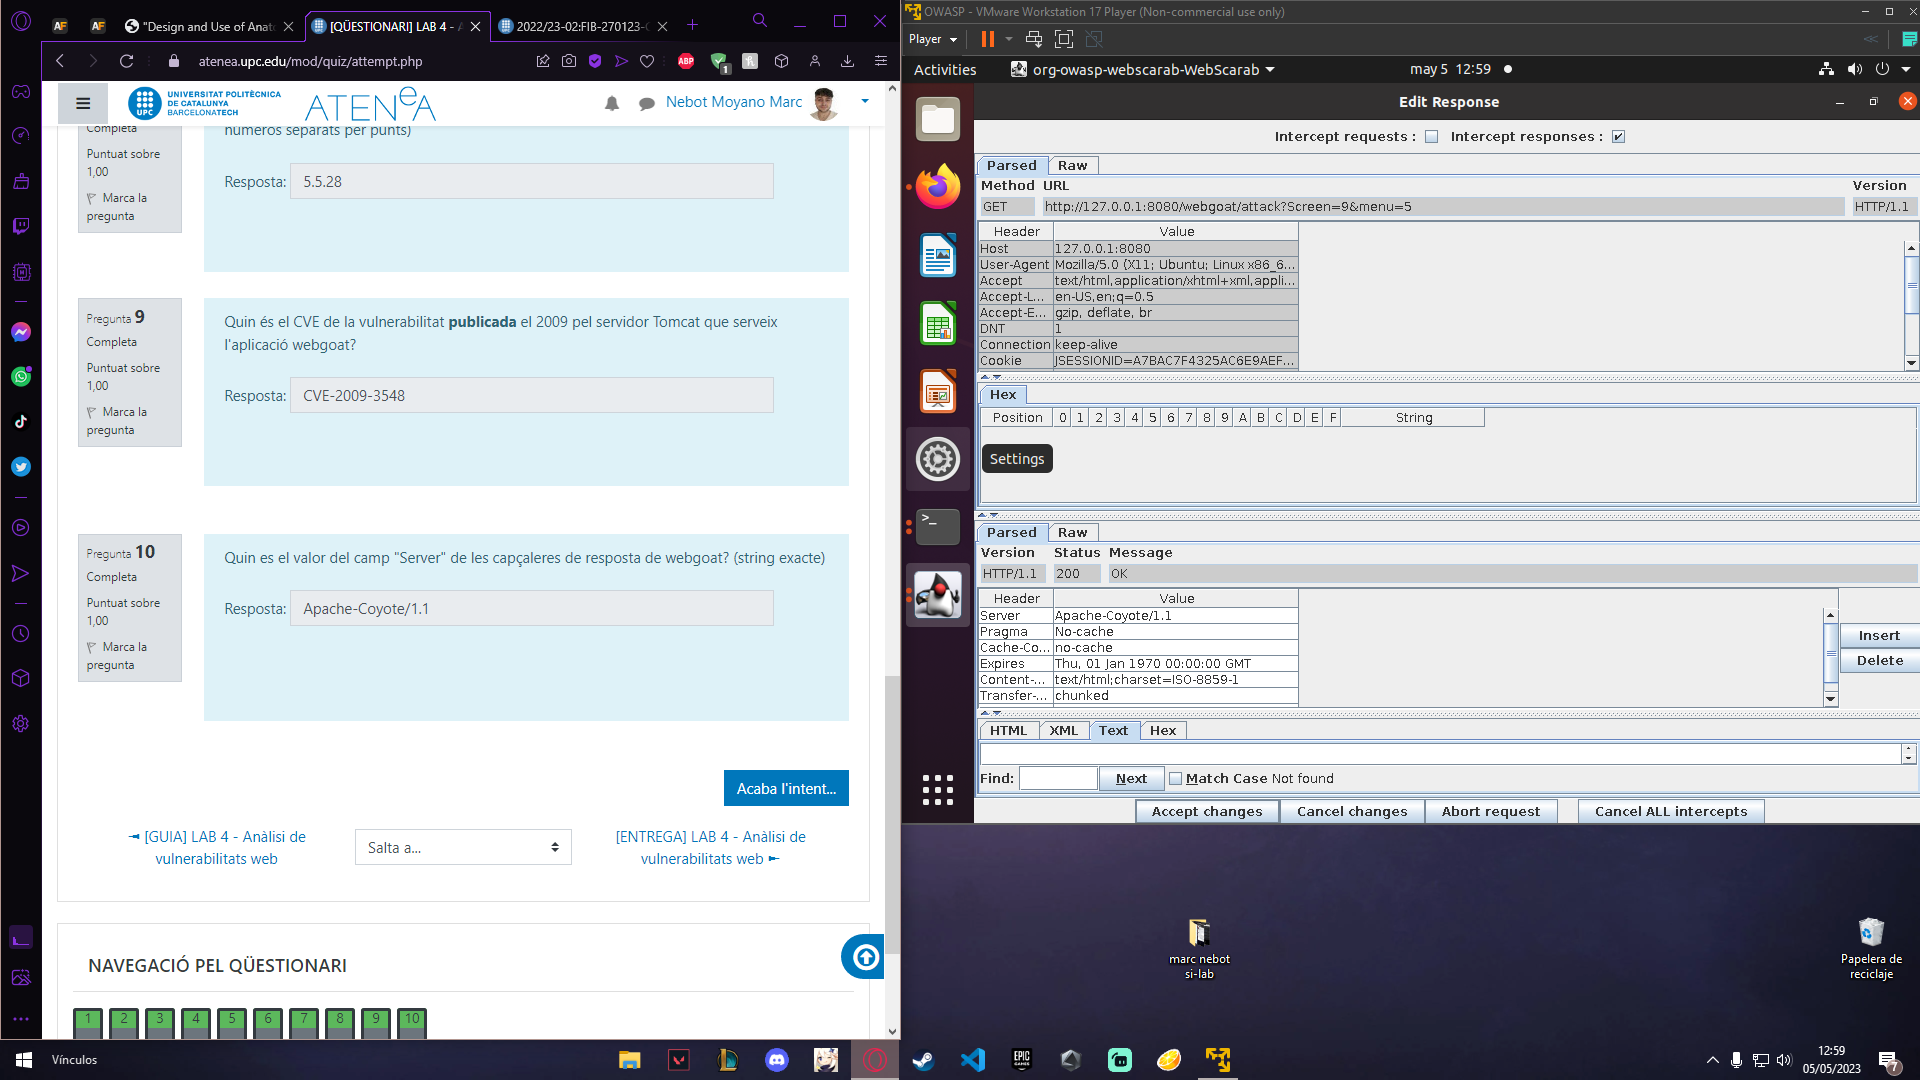 "Design and Use of Anat
[QÜESTIONARI] LAB 4 - A
2022/23-02:FIB-270123-C
atenea.upc.edu/mod/quiz/attempt.php
ABP
1
UNIVERSITAT POLITÈCNICA
DE CATALUNYA
BARCELONATECH
UPC
ATENEA
Nebot Moyano Marc
Completa
Puntuat sobre
1,00
Marca la
pregunta
números separats per punts)
Resposta: 5.5.28
Pregunta 9
Completa
Puntuat sobre
1,00
Marca la
pregunta
Quin és el CVE de la vulnerabilitat publicada el 2009 pel servidor Tomcat que serveix
l'aplicació webgoat?
Resposta: CVE-2009-3548
Pregunta 10
Completa
Puntuat sobre
1,00
Marca la
pregunta
Quin es el valor del camp "Server" de les capçaleres de resposta de webgoat? (string exacte)
Resposta: Apache-Coyote/1.1
Acaba l'intent...
[GUIA] LAB 4 - Anàlisi de
vulnerabilitats web
Salta a...
[ENTREGA] LAB 4 - Anàlisi de
vulnerabilitats web
NAVEGACIÓ PEL QÜESTIONARI
1 2 3 4 5 6 7 8 9 10
OWASP - VMware Workstation 17 Player (Non-commercial use only)
Player
Activities
org-owasp-webscarab-WebScarab
may 5 12:59
Edit Response
Intercept requests : Intercept responses :
Parsed Raw
Method URL Version
GET http://127.0.0.1:8080/webgoat/attack?Screen=9&menu=5 HTTP/1.1
Header Value
Host 127.0.0.1:8080
User-Agent Mozilla/5.0 (X11; Ubuntu; Linux x86_6...
Accept text/html,application/xhtml+xml,appli...
Accept-L... en-US,en;q=0.5
Accept-E... gzip, deflate, br
DNT 1
Connection keep-alive
Cookie JSESSIONID=A7BAC7F4325AC6E9AEF...
Hex
Position 0 1 2 3 4 5 6 7 8 9 A B C D E F String
Settings
Parsed Raw
Version Status Message
HTTP/1.1 200 OK
Header Value
Server Apache-Coyote/1.1
Pragma No-cache
Cache-Co... no-cache
Expires Thu, 01 Jan 1970 00:00:00 GMT
Content-... text/html;charset=ISO-8859-1
Transfer-... chunked
Insert
Delete
HTML XML Text Hex
Find: Next Match Case Not found
Accept changes Cancel changes Abort request Cancel ALL intercepts
marc nebot
si-lab
Papelera de
reciclaje
Vínculos
EPIC
GAMES
12:59
05/05/2023
7